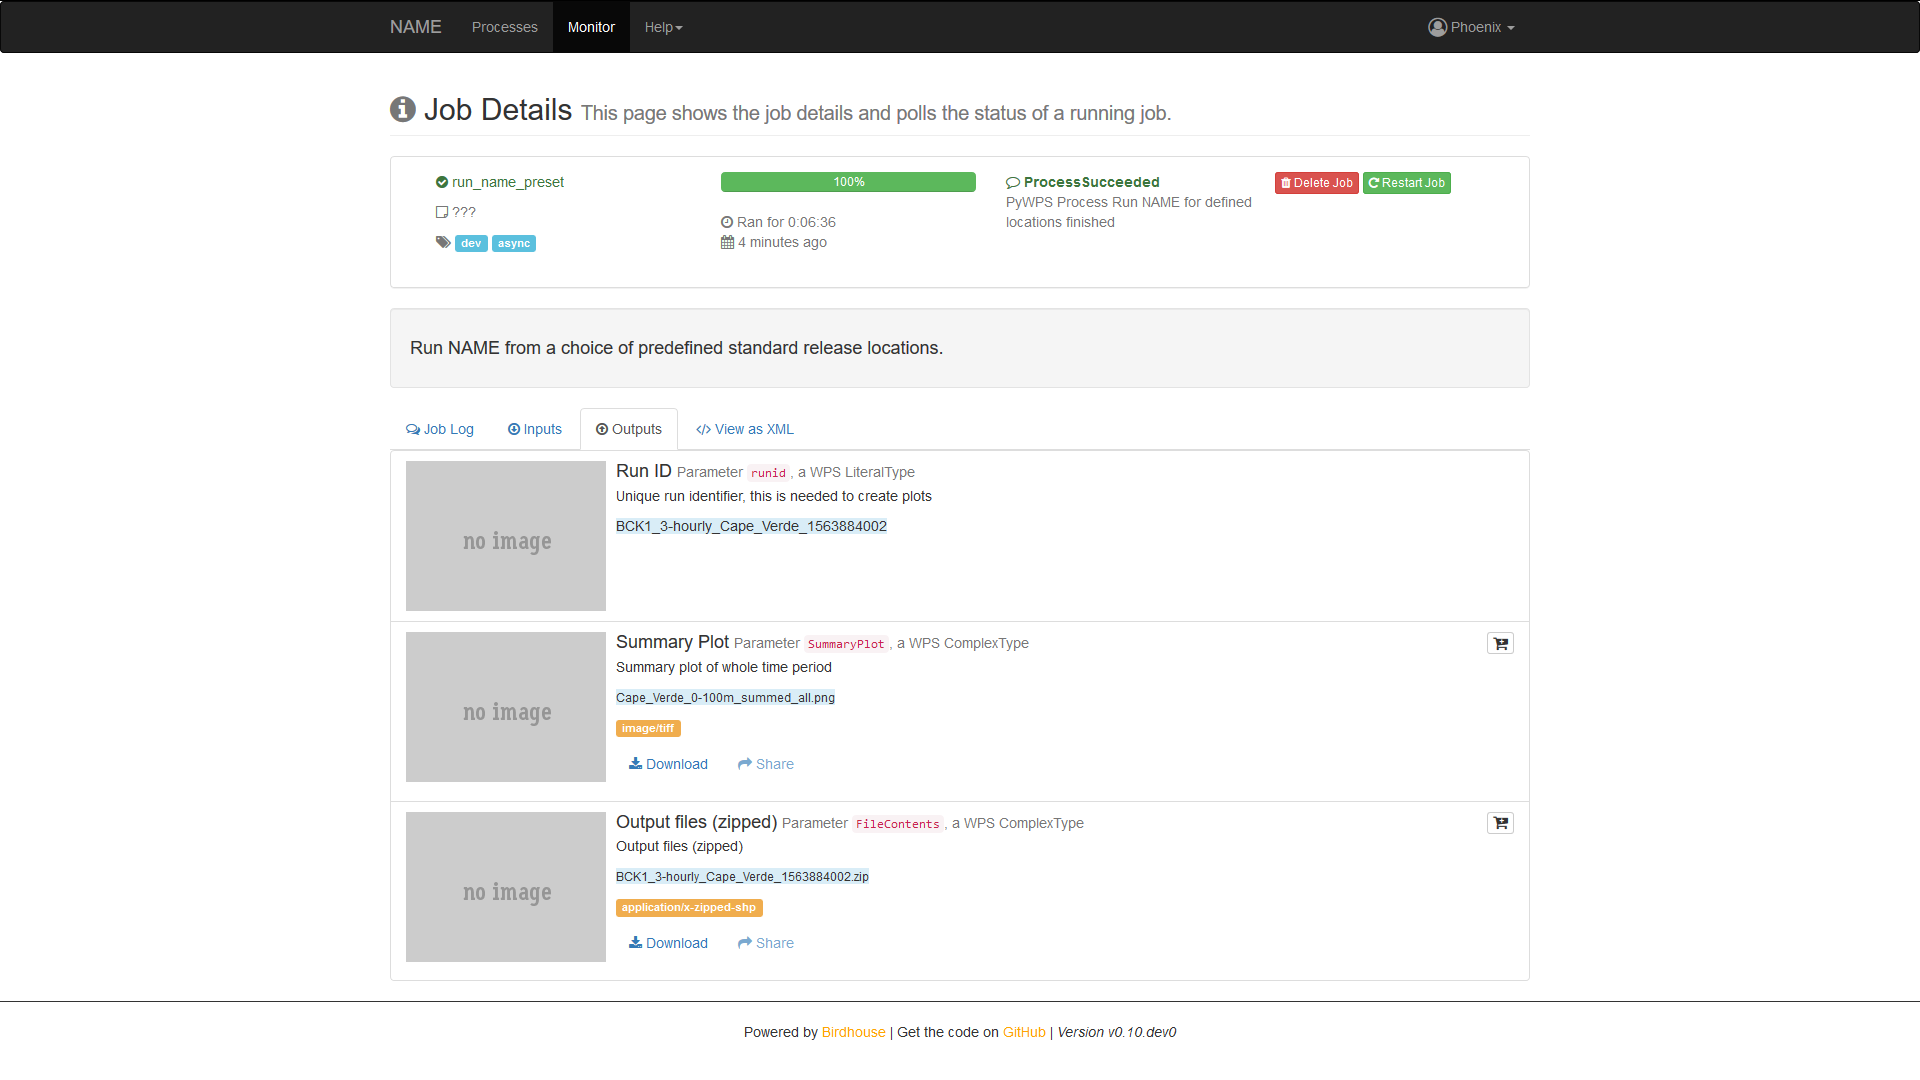 NAME Processes Monitor Help Phoenix
Job Details This page shows the job details and polls the status of a running job.
run_name_preset
???
dev async
100%
Ran for 0:06:36
4 minutes ago
ProcessSucceeded
PyWPS Process Run NAME for defined
locations finished
Delete Job Restart Job
Run NAME from a choice of predefined standard release locations.
Job Log Inputs Outputs </> View as XML
no image
Run ID Parameter runid, a WPS LiteralType
Unique run identifier, this is needed to create plots
BCK1_3-hourly_Cape_Verde_1563884002
no image
Summary Plot Parameter SummaryPlot, a WPS ComplexType
Summary plot of whole time period
Cape_Verde_0-100m_summed_all.png
image/tiff
Download Share
no image
Output files (zipped) Parameter FileContents, a WPS ComplexType
Output files (zipped)
BCK1_3-hourly_Cape_Verde_1563884002.zip
application/x-zipped-shp
Download Share
Powered by Birdhouse | Get the code on GitHub | Version v0.10.dev0